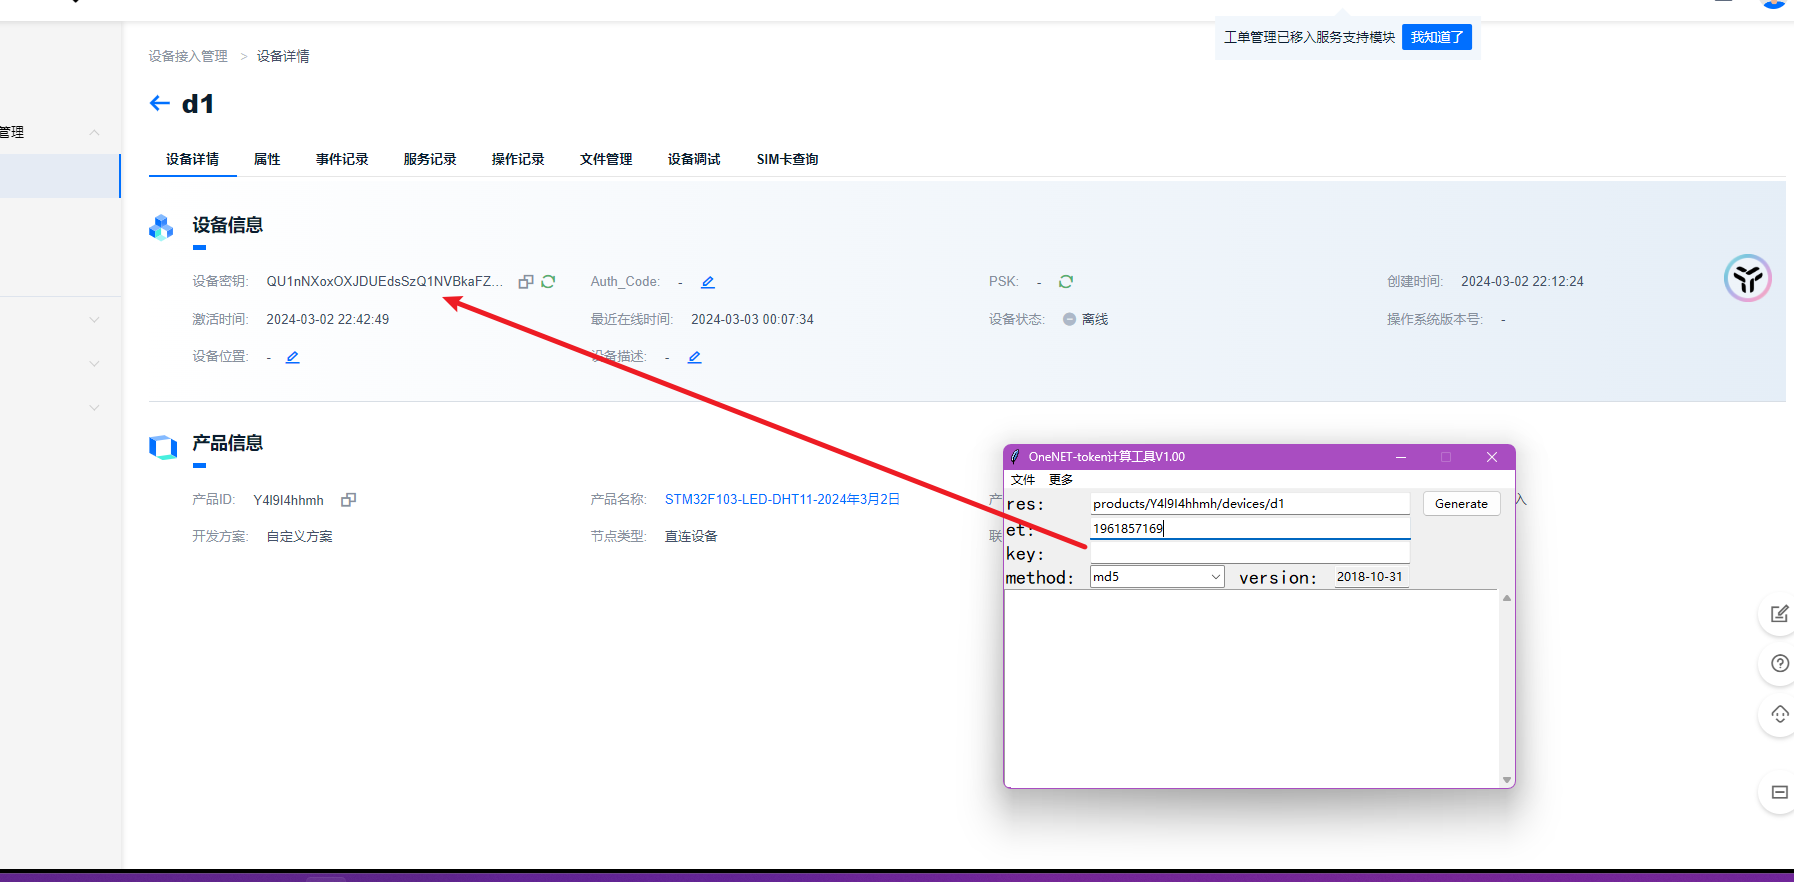 工单管理已移入服务支持模块 我知道了
设备接入管理 > 设备详情
← d1
管理
设备详情 属性 事件记录 服务记录 操作记录 文件管理 设备调试 SIM卡查询
设备信息
设备密钥: QU1nNXoxOXJDUEdsSzQ1NVBkaFZ... Auth_Code: - PSK: - 创建时间: 2024-03-02 22:12:24
激活时间: 2024-03-02 22:42:49 最近在线时间: 2024-03-03 00:07:34 设备状态: 离线 操作系统版本号: -
设备位置: - 设备描述: -
产品信息
产品ID: Y4l9I4hhmh 产品名称: STM32F103-LED-DHT11-2024年3月2日 产 入
开发方案: 自定义方案 节点类型: 直连设备 联
OneNET-token计算工具V1.00
文件 更多
res: products/Y4l9I4hhmh/devices/d1 Generate
et: 1961857169
key:
method: md5 version: 2018-10-31